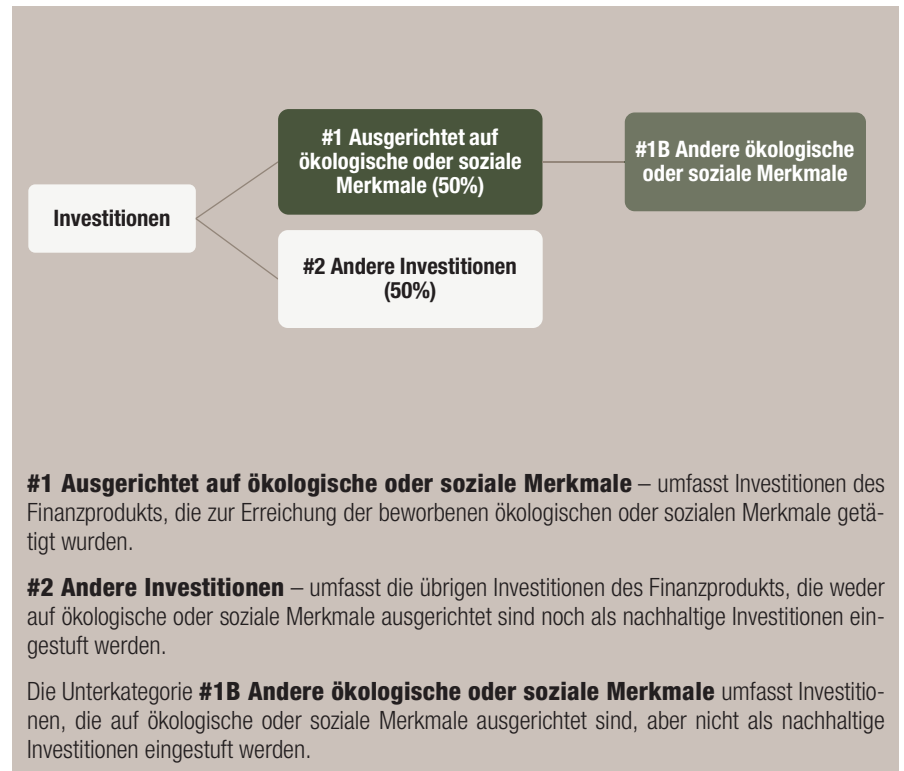 #1 Ausgerichtet auf
ökologische oder soziale
Merkmale (50%)
#1B Andere ökologische
oder soziale Merkmale
Investitionen
#2 Andere Investitionen
(50%)
#1 Ausgerichtet auf ökologische oder soziale Merkmale – umfasst Investitionen des
Finanzprodukts, die zur Erreichung der beworbenen ökologischen oder sozialen Merkmale getä-
tigt wurden.
#2 Andere Investitionen – umfasst die übrigen Investitionen des Finanzprodukts, die weder
auf ökologische oder soziale Merkmale ausgerichtet sind noch als nachhaltige Investitionen ein-
gestuft werden.
Die Unterkategorie #1B Andere ökologische oder soziale Merkmale umfasst Investitio-
nen, die auf ökologische oder soziale Merkmale ausgerichtet sind, aber nicht als nachhaltige
Investitionen eingestuft werden.